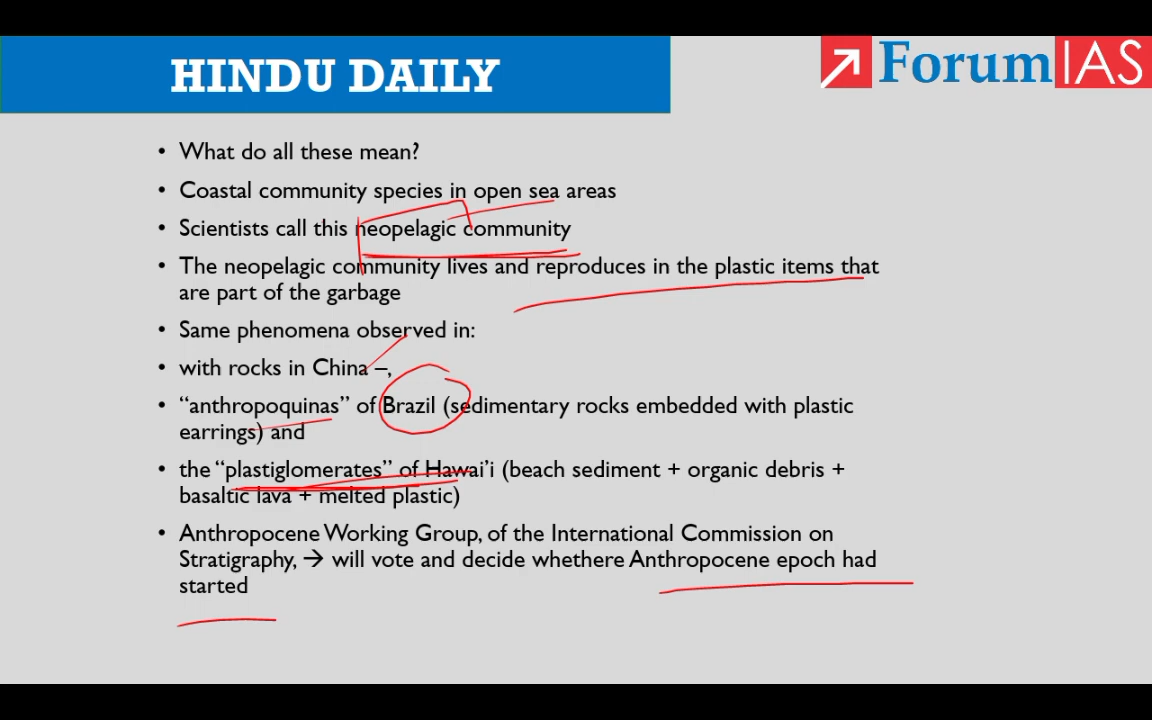 HINDU DAILY
ForumIAS
• What do all these mean?
• Coastal community species in open sea areas
• Scientists call this neopelagic community
• The neopelagic community lives and reproduces in the plastic items that
are part of the garbage
• Same phenomena observed in:
• with rocks in China –,
• “anthropoquinas” of Brazil (sedimentary rocks embedded with plastic
earrings) and
• the “plastiglomerates” of Hawai’i (beach sediment + organic debris +
basaltic lava + melted plastic)
• Anthropocene Working Group, of the International Commission on
Stratigraphy, → will vote and decide whethere Anthropocene epoch had
started